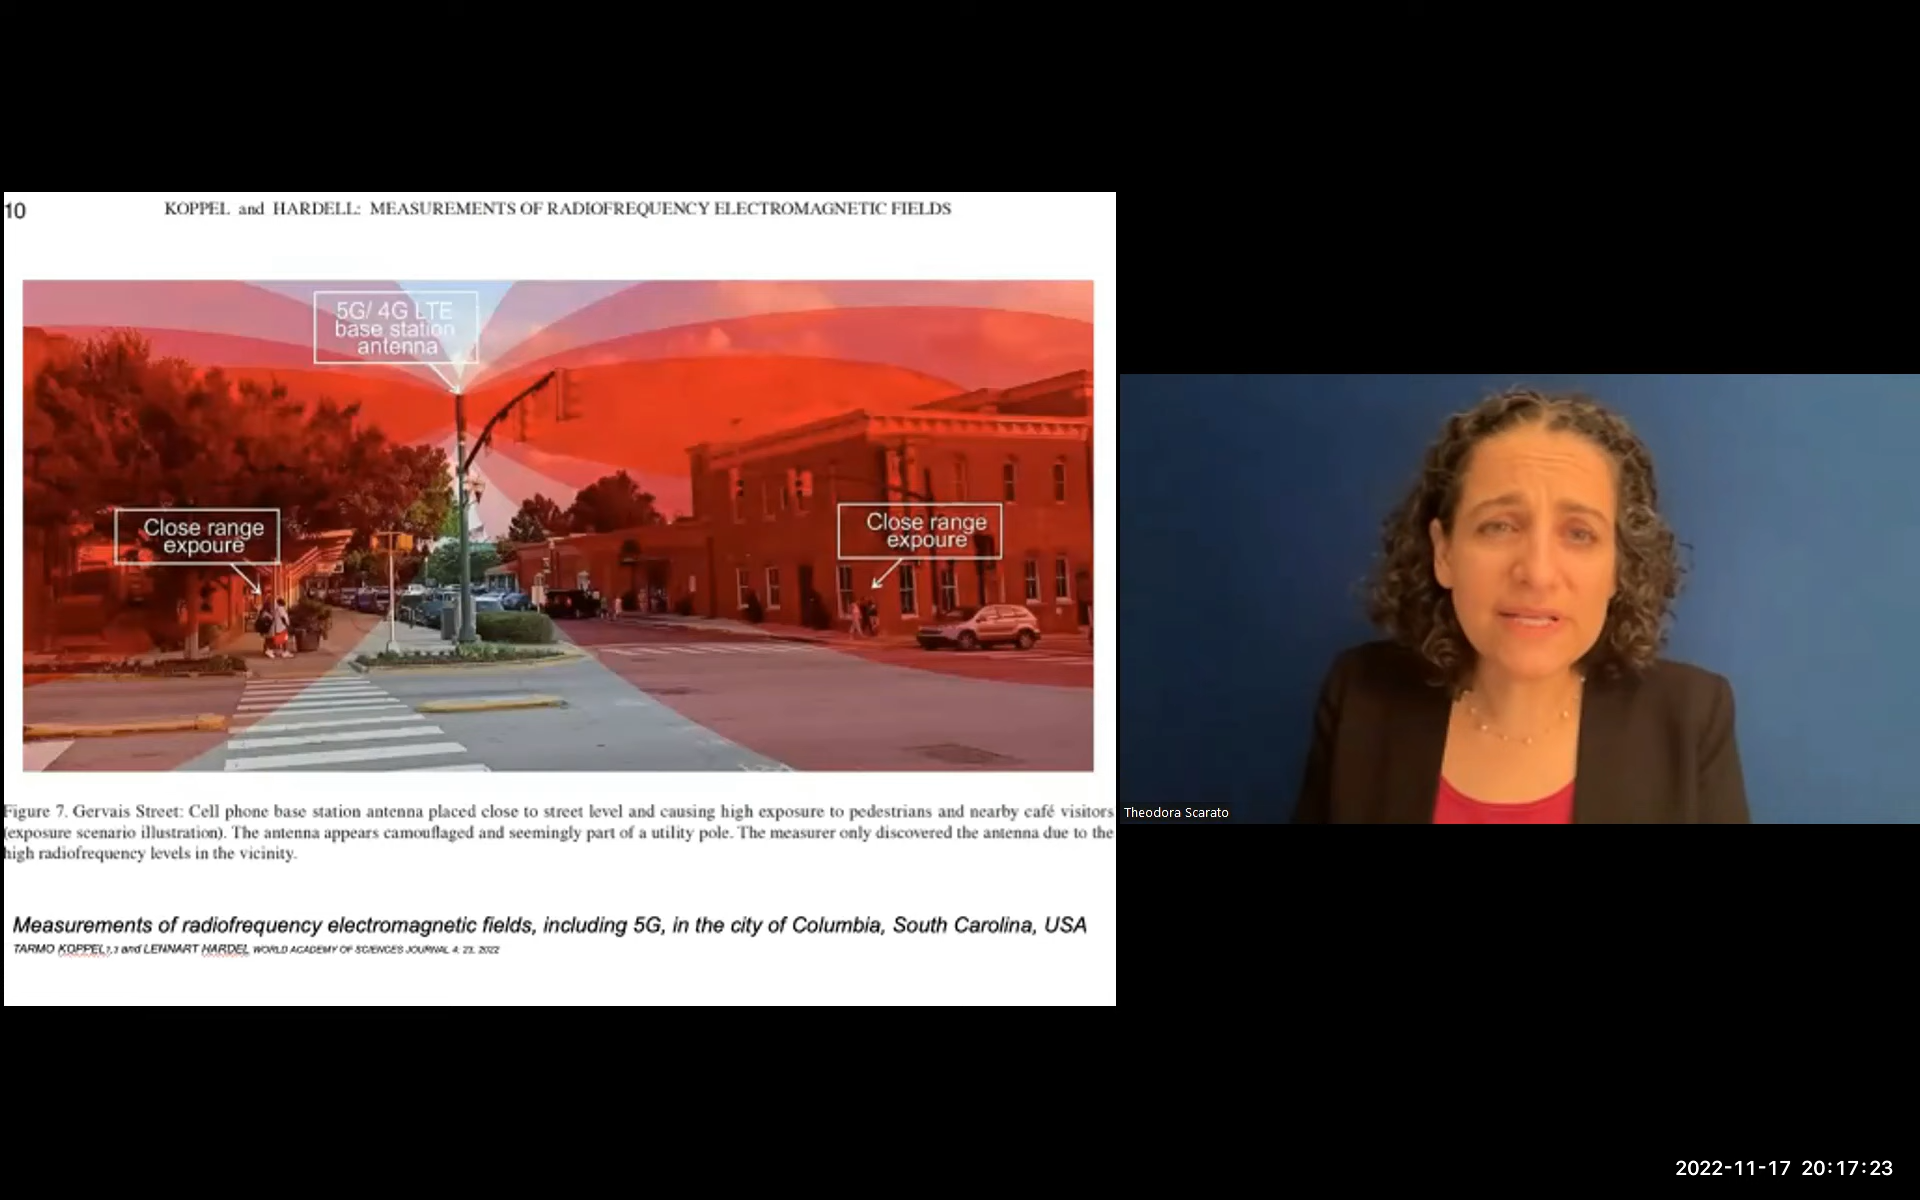 10
KOPPEL and HARDELL: MEASUREMENTS OF RADIOFREQUENCY ELECTROMAGNETIC FIELDS
5G/ 4G LTE
base station
antenna
Close range
expoure
Close range
expoure
Figure 7. Gervais Street: Cell phone base station antenna placed close to street level and causing high exposure to pedestrians and nearby café visitors
(exposure scenario illustration). The antenna appears camouflaged and seemingly part of a utility pole. The measurer only discovered the antenna due to the
high radiofrequency levels in the vicinity.
Measurements of radiofrequency electromagnetic fields, including 5G, in the city of Columbia, South Carolina, USA
TARMO KOPPEL1,3 and LENNART HARDEL WORLD ACADEMY OF SCIENCES JOURNAL 4: 23, 2022
Theodora Scarato
2022-11-17 20:17:23